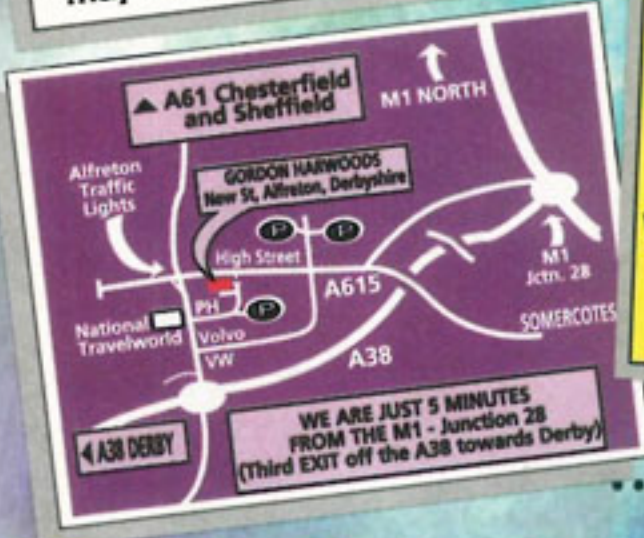 ▲ A61 Chesterfield
and Sheffield
M1 NORTH
Alfreton
Traffic
Lights
GORDON HARWOODS
New St, Alfreton, Derbyshire
P
P
High Street
M1
Jctn. 28
A615
PH
P
National
Travelworld
Volvo
VW
SOMERCOTES
A38
◀ A38 DERBY
WE ARE JUST 5 MINUTES
FROM THE M1 - Junction 28
(Third EXIT off the A38 towards Derby)